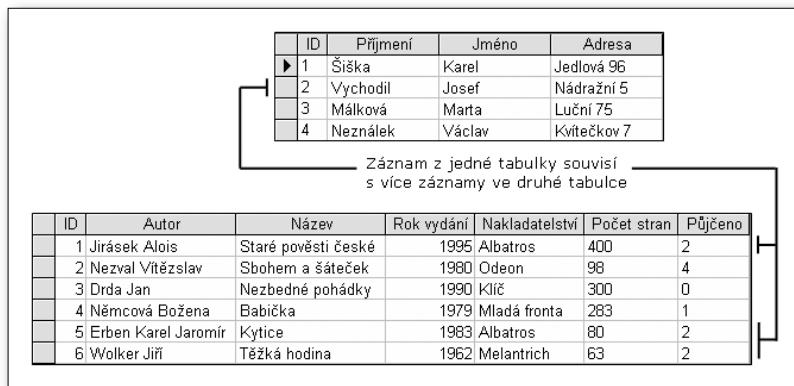 ID Příjmení Jméno Adresa
1 Šiška Karel Jedlová 96
2 Vychodil Josef Nádražní 5
3 Málková Marta Luční 75
4 Neználek Václav Kvítečkov 7
Záznam z jedné tabulky souvisí
s více záznamy ve druhé tabulce
ID Autor Název Rok vydání Nakladatelství Počet stran Půjčeno
1 Jirásek Alois Staré pověsti české 1995 Albatros 400 2
2 Nezval Vítězslav Sbohem a šáteček 1980 Odeon 98 4
3 Drda Jan Nezbedné pohádky 1990 Klíč 300 0
4 Němcová Božena Babička 1979 Mladá fronta 283 1
5 Erben Karel Jaromír Kytice 1983 Albatros 80 2
6 Wolker Jiří Těžká hodina 1962 Melantrich 63 2